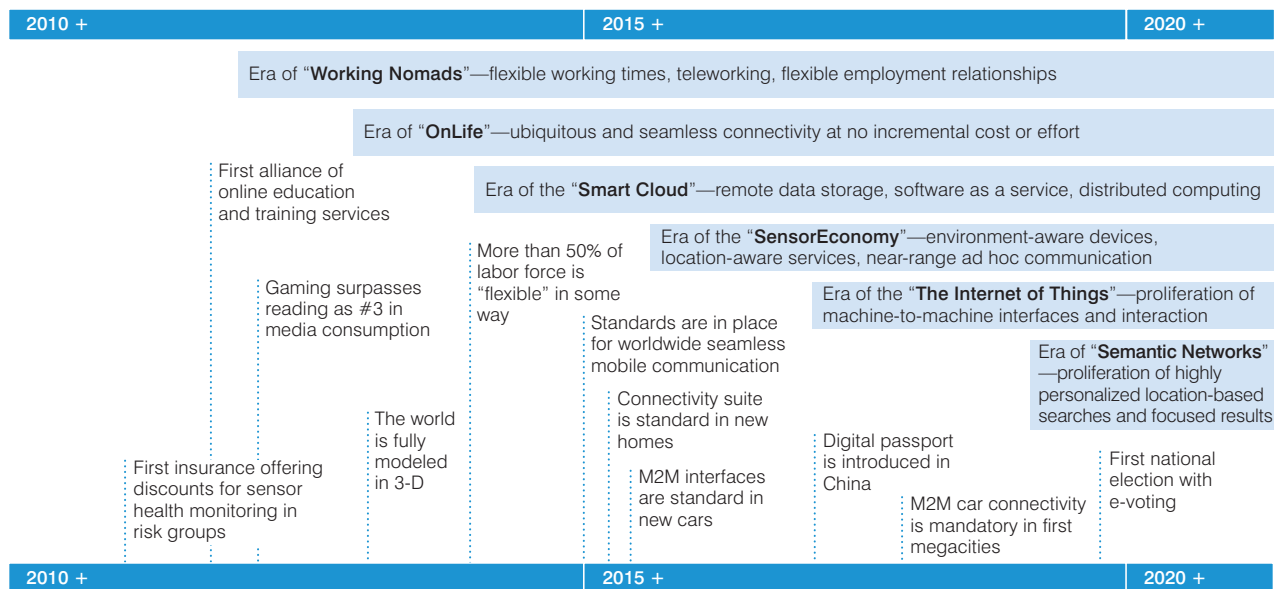 2010 +
2015 +
2020 +
Era of “Working Nomads”—flexible working times, teleworking, flexible employment relationships
Era of “OnLife”—ubiquitous and seamless connectivity at no incremental cost or effort
First alliance of
online education
and training services
Era of the “Smart Cloud”—remote data storage, software as a service, distributed computing
More than 50% of
labor force is
“flexible” in some
way
Era of the “SensorEconomy”—environment-aware devices,
location-aware services, near-range ad hoc communication
Gaming surpasses
reading as #3 in
media consumption
Era of the “The Internet of Things”—proliferation of
machine-to-machine interfaces and interaction
Standards are in place
for worldwide seamless
mobile communication
Era of “Semantic Networks”
—proliferation of highly
personalized location-based
searches and focused results
Connectivity suite
is standard in new
homes
The world
is fully
modeled
in 3-D
Digital passport
is introduced in
China
First national
election with
e-voting
First insurance offering
discounts for sensor
health monitoring in
risk groups
M2M interfaces
are standard in
new cars
M2M car connectivity
is mandatory in first
megacities
2010 +
2015 +
2020 +